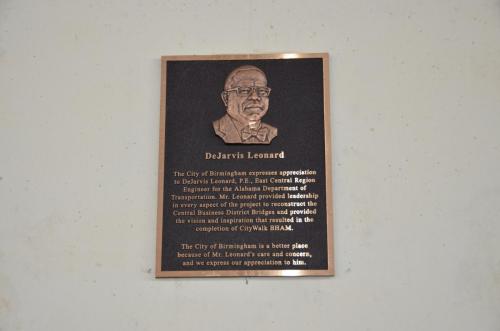 DeJarvis Leonard
The City of Birmingham expresses appreciation
to DeJarvis Leonard, P.E., East Central Region
Engineer for the Alabama Department of
Transportation. Mr. Leonard provided leadership
in every aspect of the project to reconstruct the
Central Business District Bridges and provided
the vision and inspiration that resulted in the
completion of CityWalk BHAM.
The City of Birmingham is a better place
because of Mr. Leonard's care and concern,
and we express our appreciation to him.